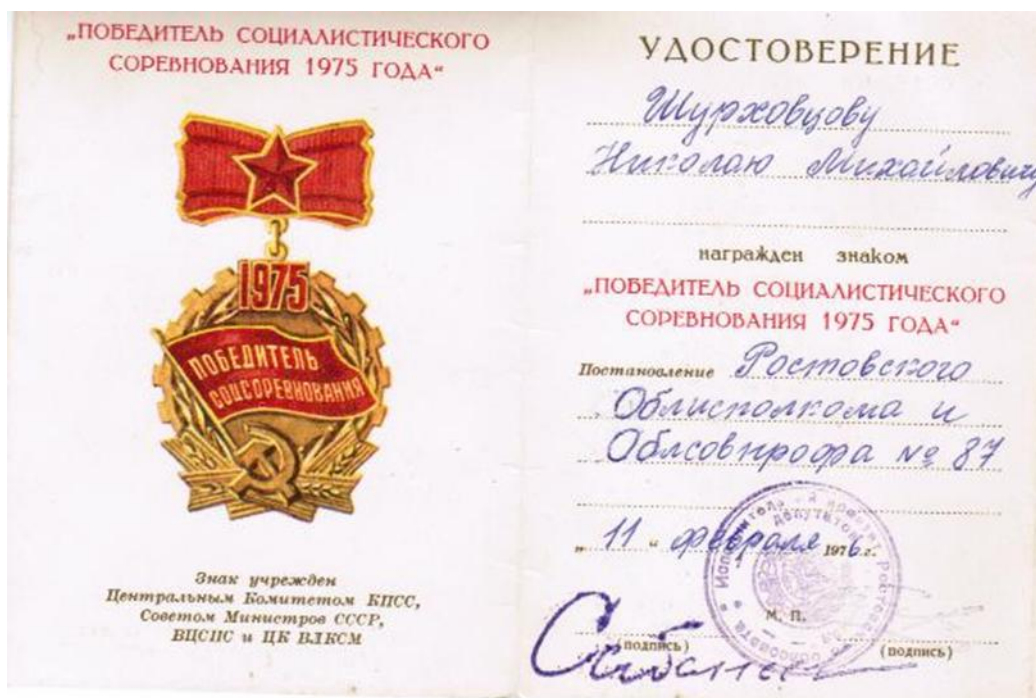 „ПОБЕДИТЕЛЬ СОЦИАЛИСТИЧЕСКОГО
СОРЕВНОВАНИЯ 1975 ГОДА“
1975
ПОБЕДИТЕЛЬ
СОЦСОРЕВНОВАНИЯ
Знак учрежден
Центральным Комитетом КПСС,
Советом Министров СССР,
ВЦСПС и ЦК ВЛКСМ
УДОСТОВЕРЕНИЕ
Шурховцову
Николаю Михайловичу
награжден знаком
„ПОБЕДИТЕЛЬ СОЦИАЛИСТИЧЕСКОГО
СОРЕВНОВАНИЯ 1975 ГОДА“
Постановление Ростовского
Облисполкома и
Облсовпрофа № 87
„11“ февраля 1976 г.
М. П.
(подпись) (подпись)